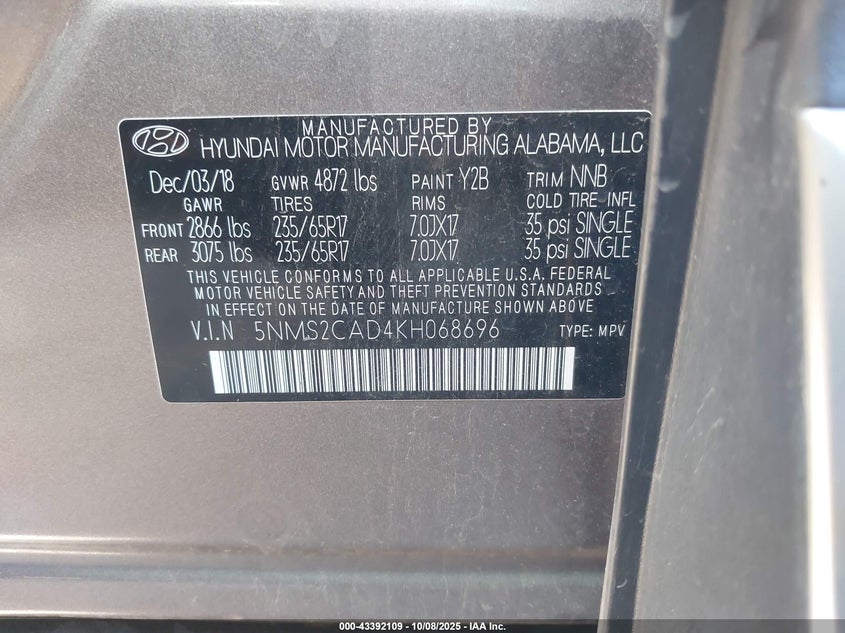 MANUFACTURED BY
HYUNDAI MOTOR MANUFACTURING ALABAMA, LLC
Dec/03/18 GVWR 4872 lbs PAINT Y2B TRIM NNB
GAWR TIRES RIMS COLD TIRE INFL
FRONT 2866 lbs 235/65R17 7.0JX17 35 psi SINGLE
REAR 3075 lbs 235/65R17 7.0JX17 35 psi SINGLE
THIS VEHICLE CONFORMS TO ALL APPLICABLE U.S.A. FEDERAL
MOTOR VEHICLE SAFETY AND THEFT PREVENTION STANDARDS
IN EFFECT ON THE DATE OF MANUFACTURE SHOWN ABOVE
V.I.N 5NMS2CAD4KH068696 TYPE: MPV
000-43392109 - 10/08/2025 - IAA Inc.